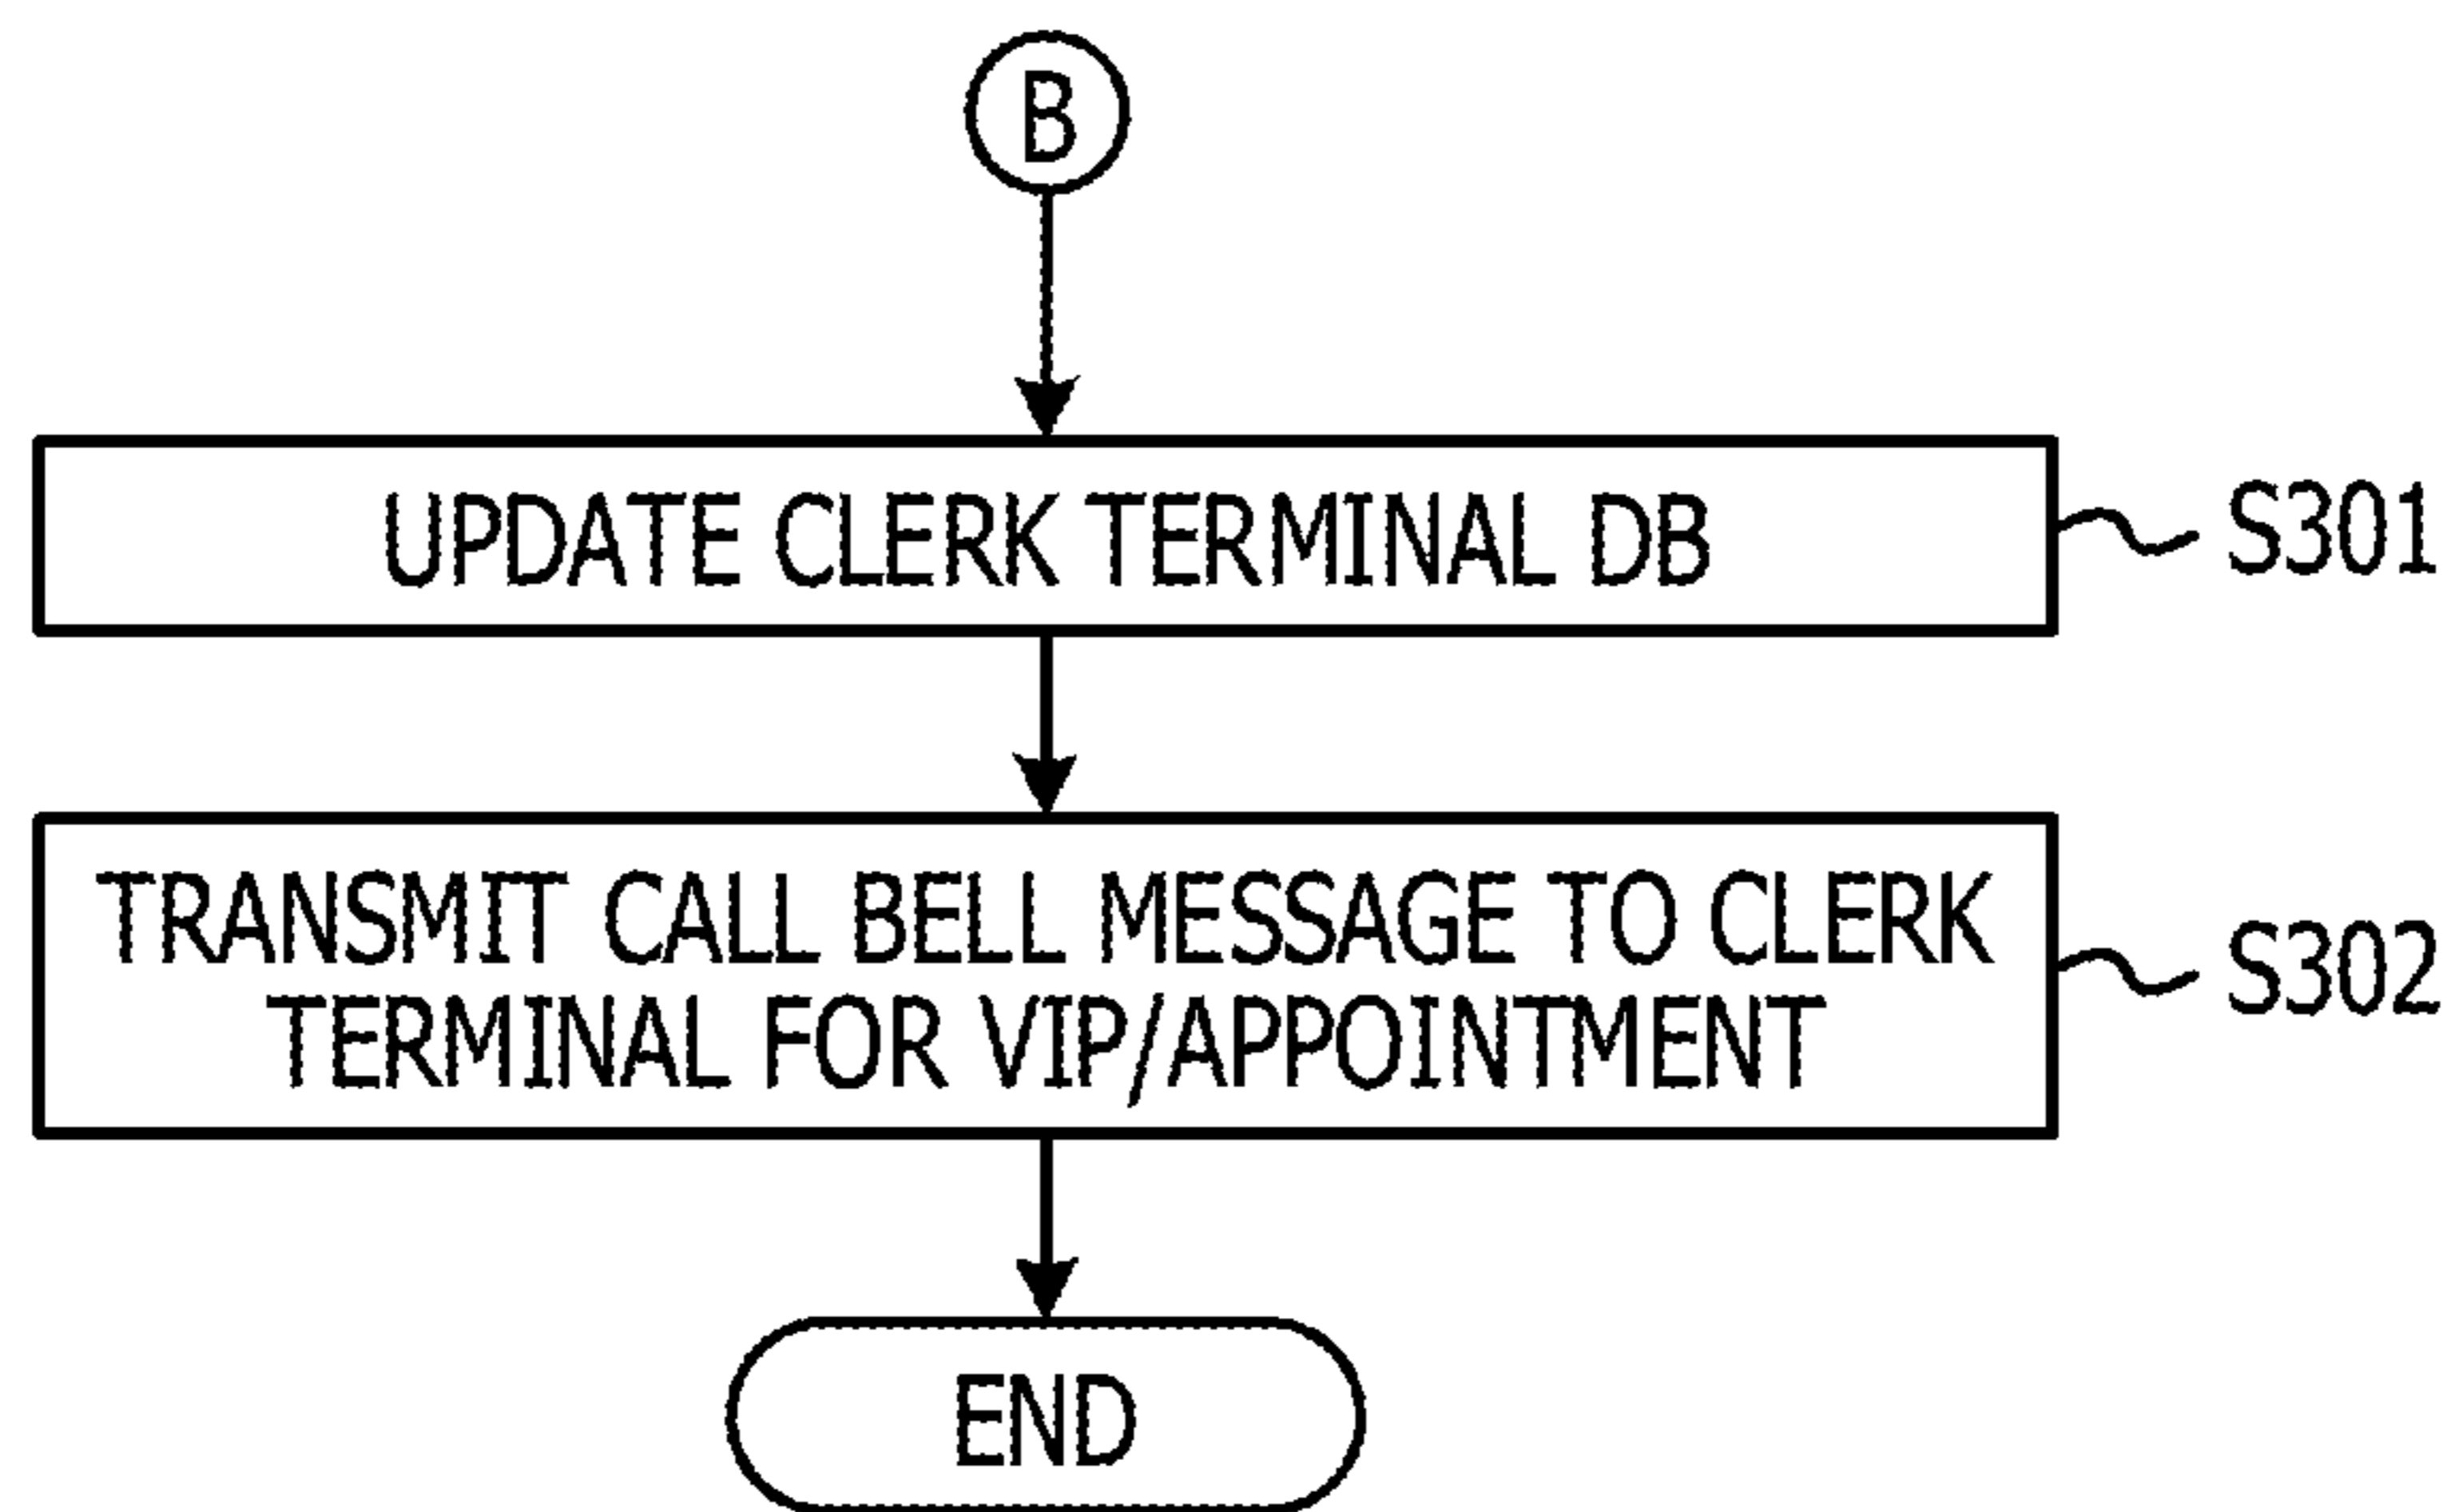 B
UPDATE CLERK TERMINAL DB
S301
TRANSMIT CALL BELL MESSAGE TO CLERK
TERMINAL FOR VIP/APPOINTMENT
S302
END